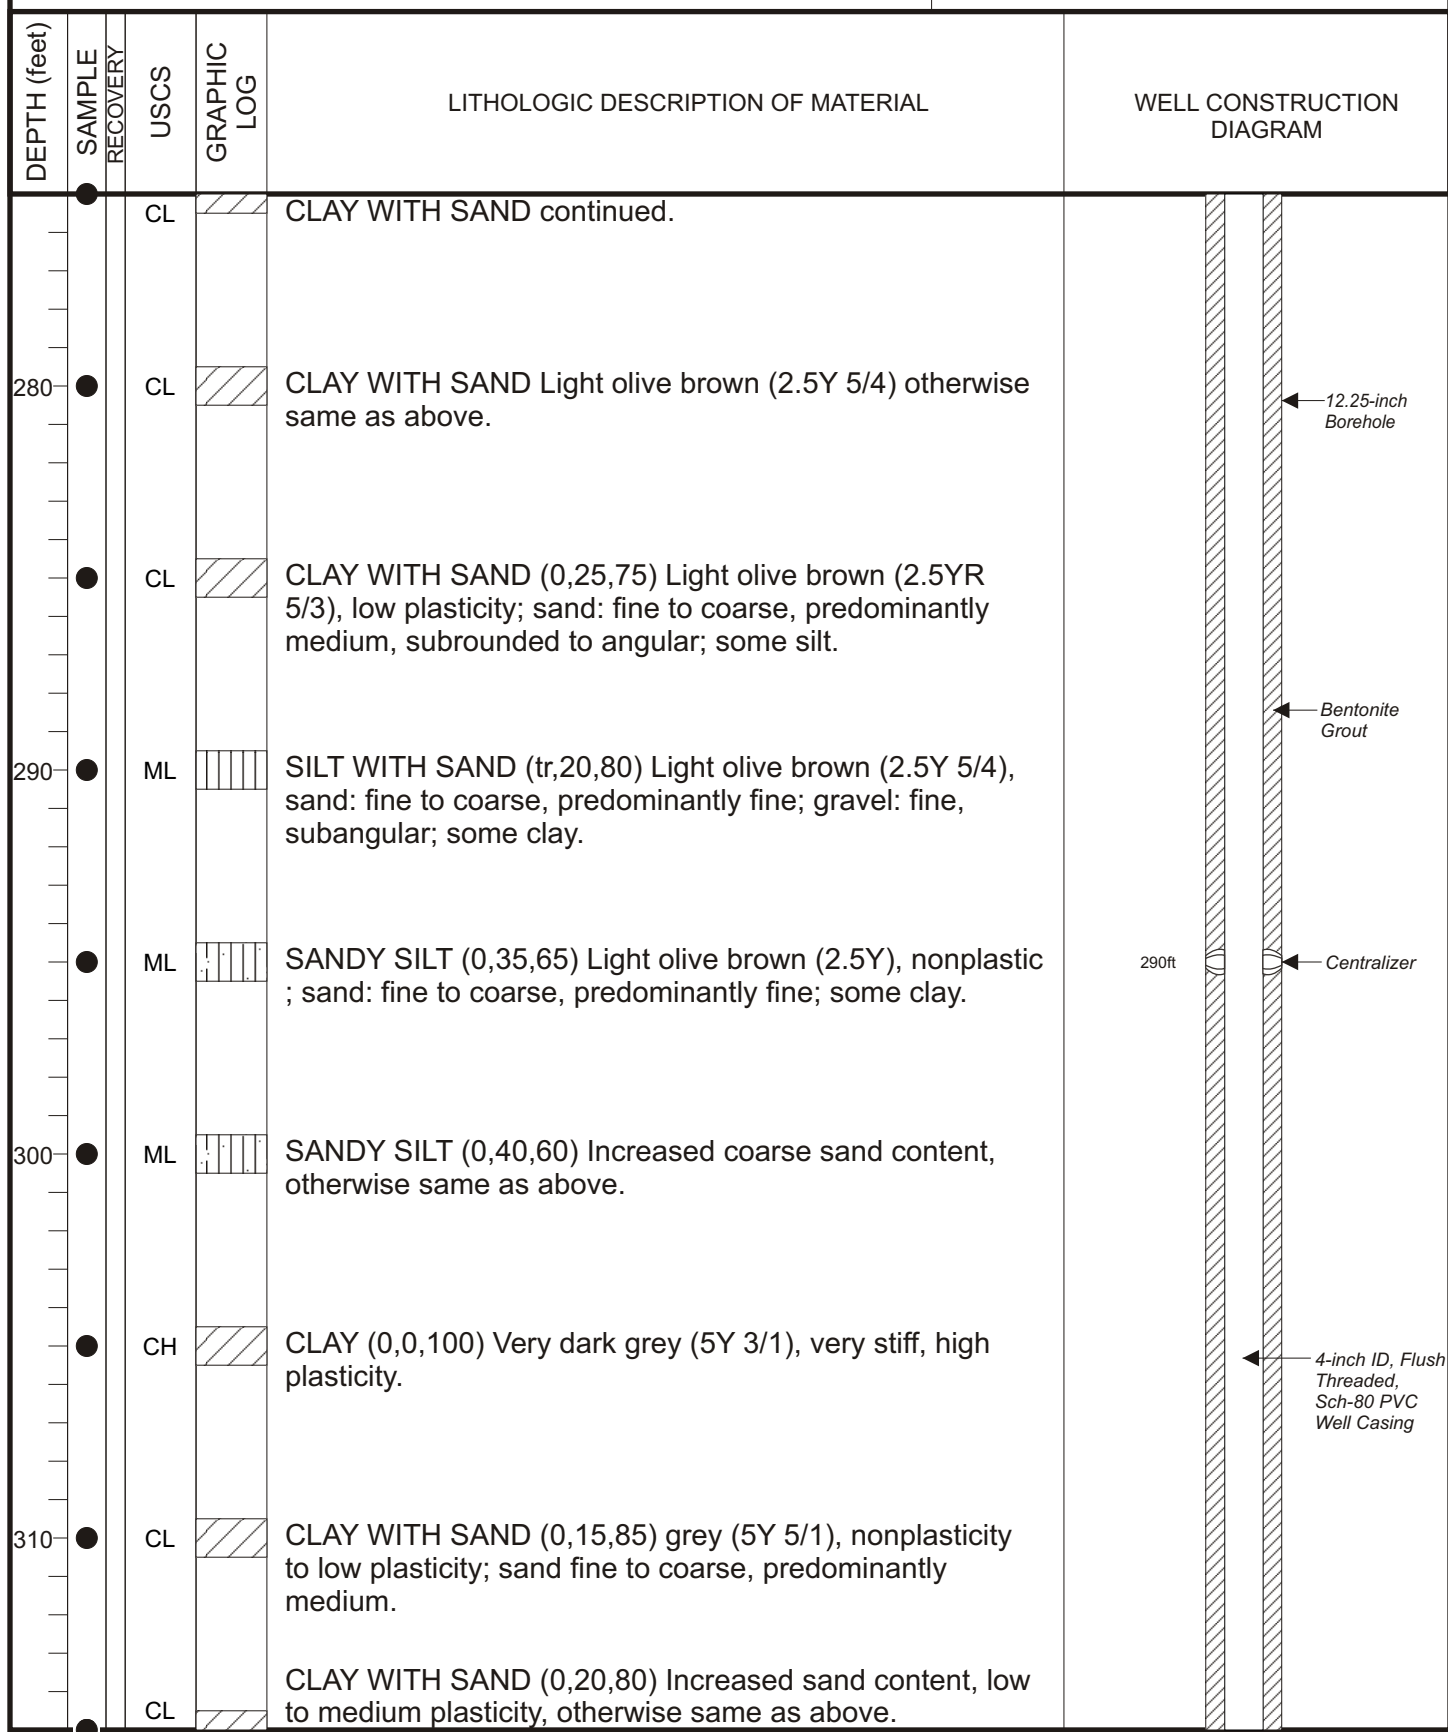 DEPTH (feet)
SAMPLE
RECOVERY
USCS
GRAPHIC
LOG
LITHOLOGIC DESCRIPTION OF MATERIAL
WELL CONSTRUCTION
DIAGRAM
CL
CLAY WITH SAND continued.
280
CL
CLAY WITH SAND Light olive brown (2.5Y 5/4) otherwise
same as above.
12.25-inch
Borehole
CL
CLAY WITH SAND (0,25,75) Light olive brown (2.5YR
5/3), low plasticity; sand: fine to coarse, predominantly
medium, subrounded to angular; some silt.
Bentonite
Grout
290
ML
SILT WITH SAND (tr,20,80) Light olive brown (2.5Y 5/4),
sand: fine to coarse, predominantly fine; gravel: fine,
subangular; some clay.
ML
SANDY SILT (0,35,65) Light olive brown (2.5Y), nonplastic
; sand: fine to coarse, predominantly fine; some clay.
290ft
Centralizer
300
ML
SANDY SILT (0,40,60) Increased coarse sand content,
otherwise same as above.
CH
CLAY (0,0,100) Very dark grey (5Y 3/1), very stiff, high
plasticity.
4-inch ID, Flush
Threaded,
Sch-80 PVC
Well Casing
310
CL
CLAY WITH SAND (0,15,85) grey (5Y 5/1), nonplasticity
to low plasticity; sand fine to coarse, predominantly
medium.
CL
CLAY WITH SAND (0,20,80) Increased sand content, low
to medium plasticity, otherwise same as above.